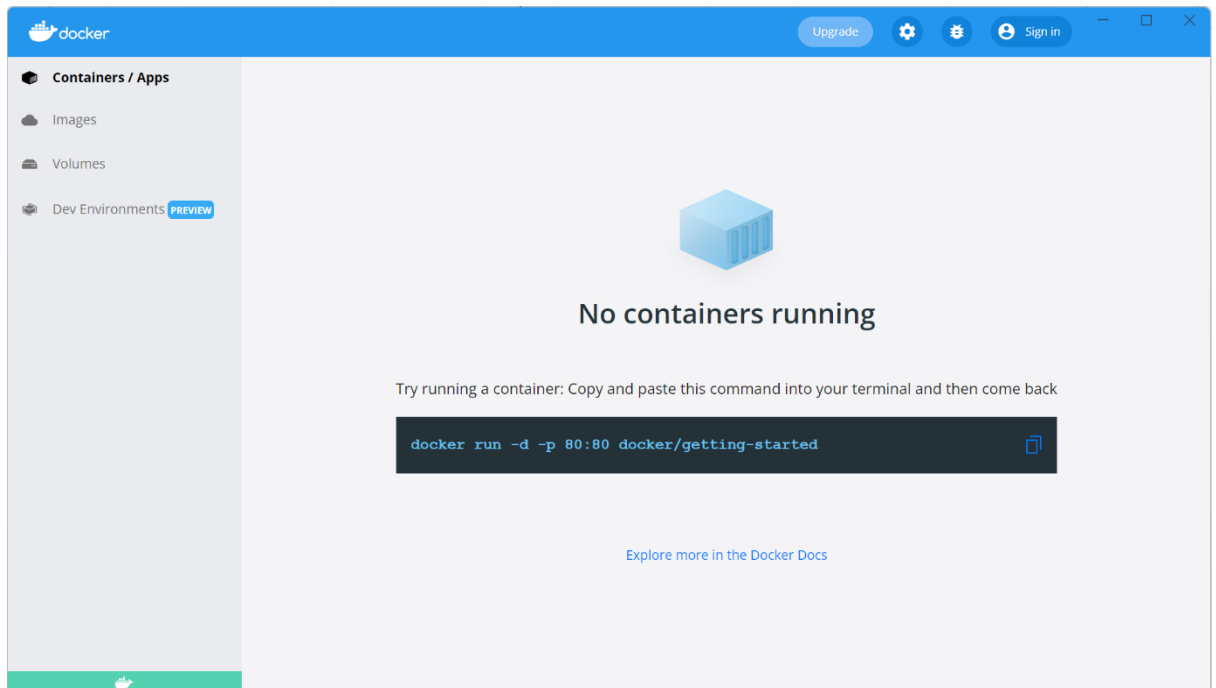 docker
Upgrade
Sign in
Containers / Apps
Images
Volumes
Dev Environments PREVIEW
No containers running
Try running a container: Copy and paste this command into your terminal and then come back
docker run -d -p 80:80 docker/getting-started
Explore more in the Docker Docs